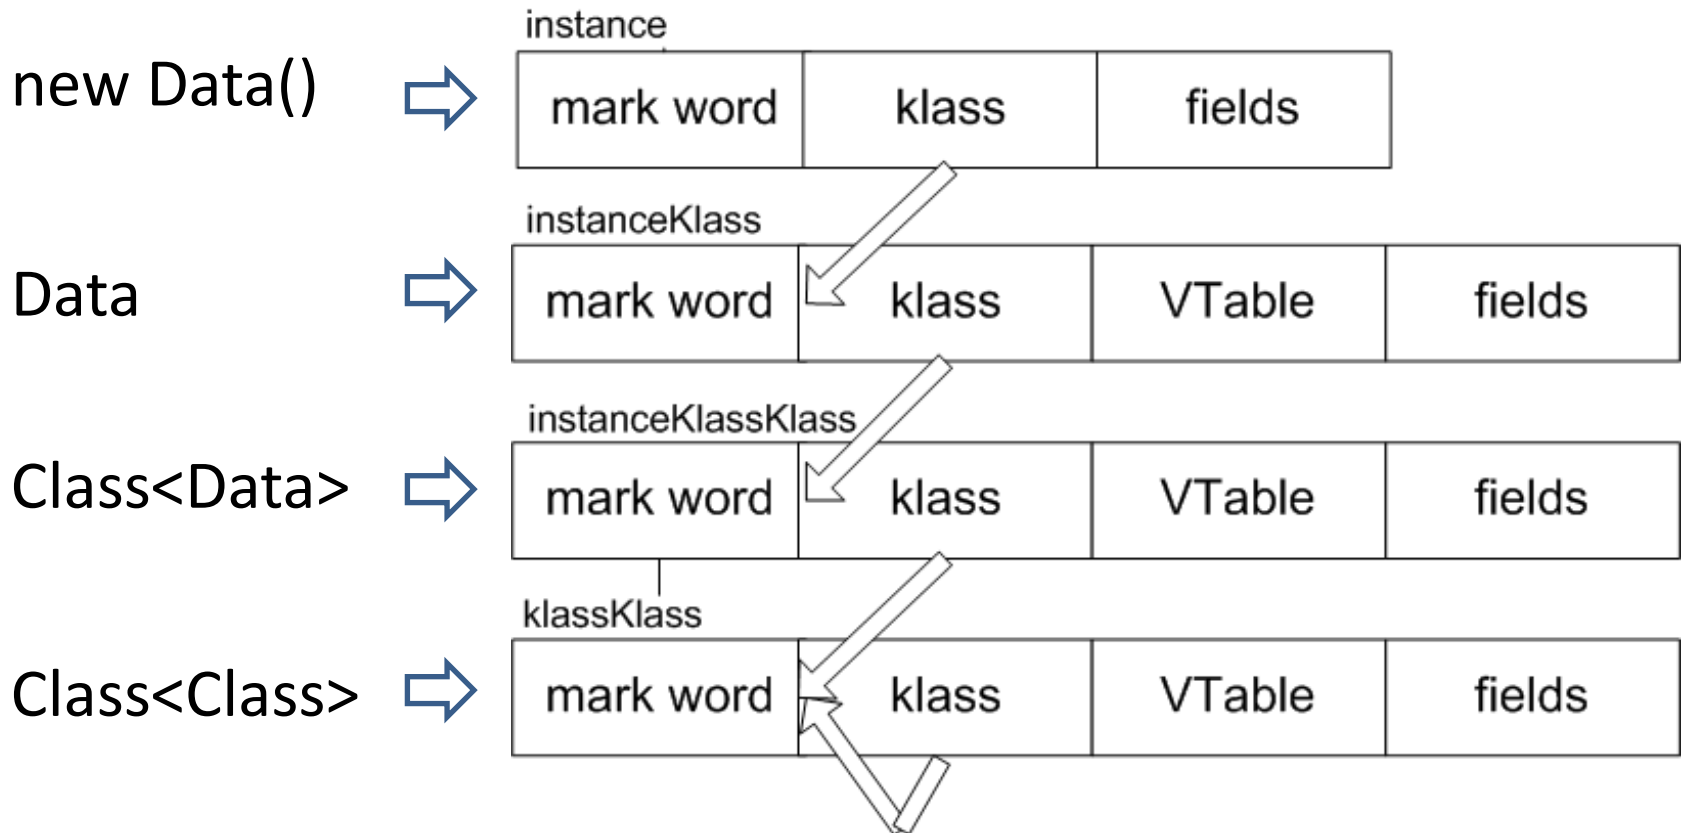 instance
new Data()
mark word klass fields
instanceKlass
Data
mark word klass VTable fields
instanceKlassKlass
Class<Data>
mark word klass VTable fields
klassKlass
Class<Class>
mark word klass VTable fields